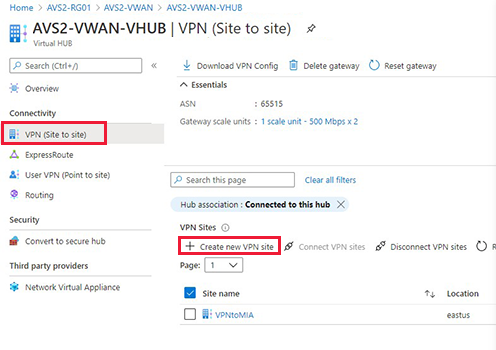 Home > AVS2-RG01 > AVS2-VWAN > AVS2-VWAN-VHUB
AVS2-VWAN-VHUB | VPN (Site to site)
Virtual HUB
Search (Ctrl+/)
Overview
Connectivity
VPN (Site to site)
ExpressRoute
User VPN (Point to site)
Routing
Security
Convert to secure hub
Third party providers
Network Virtual Appliance
Download VPN Config Delete gateway Reset gateway
Essentials
ASN : 65515
Gateway scale units : 1 scale unit - 500 Mbps x 2
Search this page Clear all filters
Hub association : Connected to this hub
VPN Sites
Create new VPN site Connect VPN sites Disconnect VPN sites R
Page: 1
Site name Location
VPNtoMIA eastus